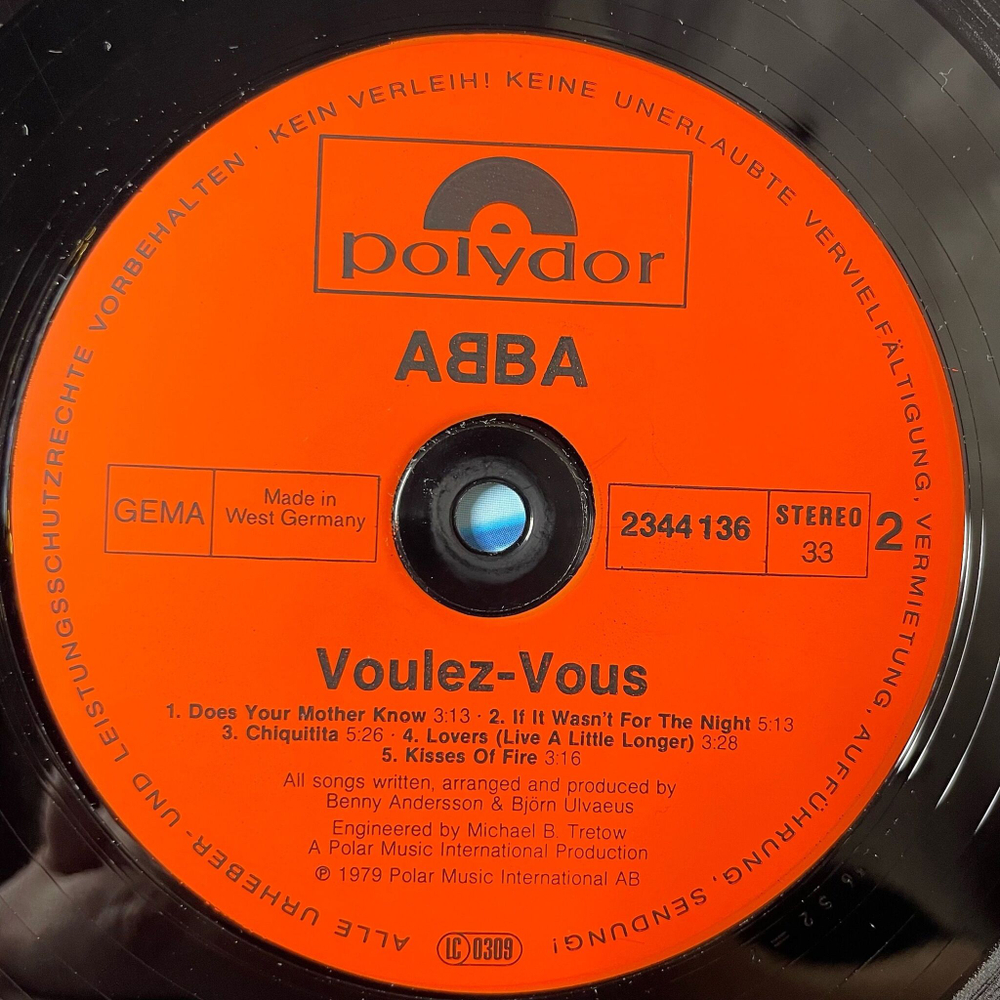 ALLE URHEBER- UND LEISTUNGSSCHUTZRECHTE VORBEHALTEN · KEIN VERLEIH! KEINE UNERLAUBTE VERVIELFÄLTIGUNG, VERMIETUNG, AUFFÜHRUNG, SENDUNG!
polydor
ABBA
GEMA
Made in
West Germany
2344 136
STEREO
33
2
Voulez-Vous
1. Does Your Mother Know 3:13 · 2. If It Wasn't For The Night 5:13
3. Chiquitita 5:26 · 4. Lovers (Live A Little Longer) 3:28
5. Kisses Of Fire 3:16
All songs written, arranged and produced by
Benny Andersson & Björn Ulvaeus
Engineered by Michael B. Tretow
A Polar Music International Production
℗ 1979 Polar Music International AB
LC 0309